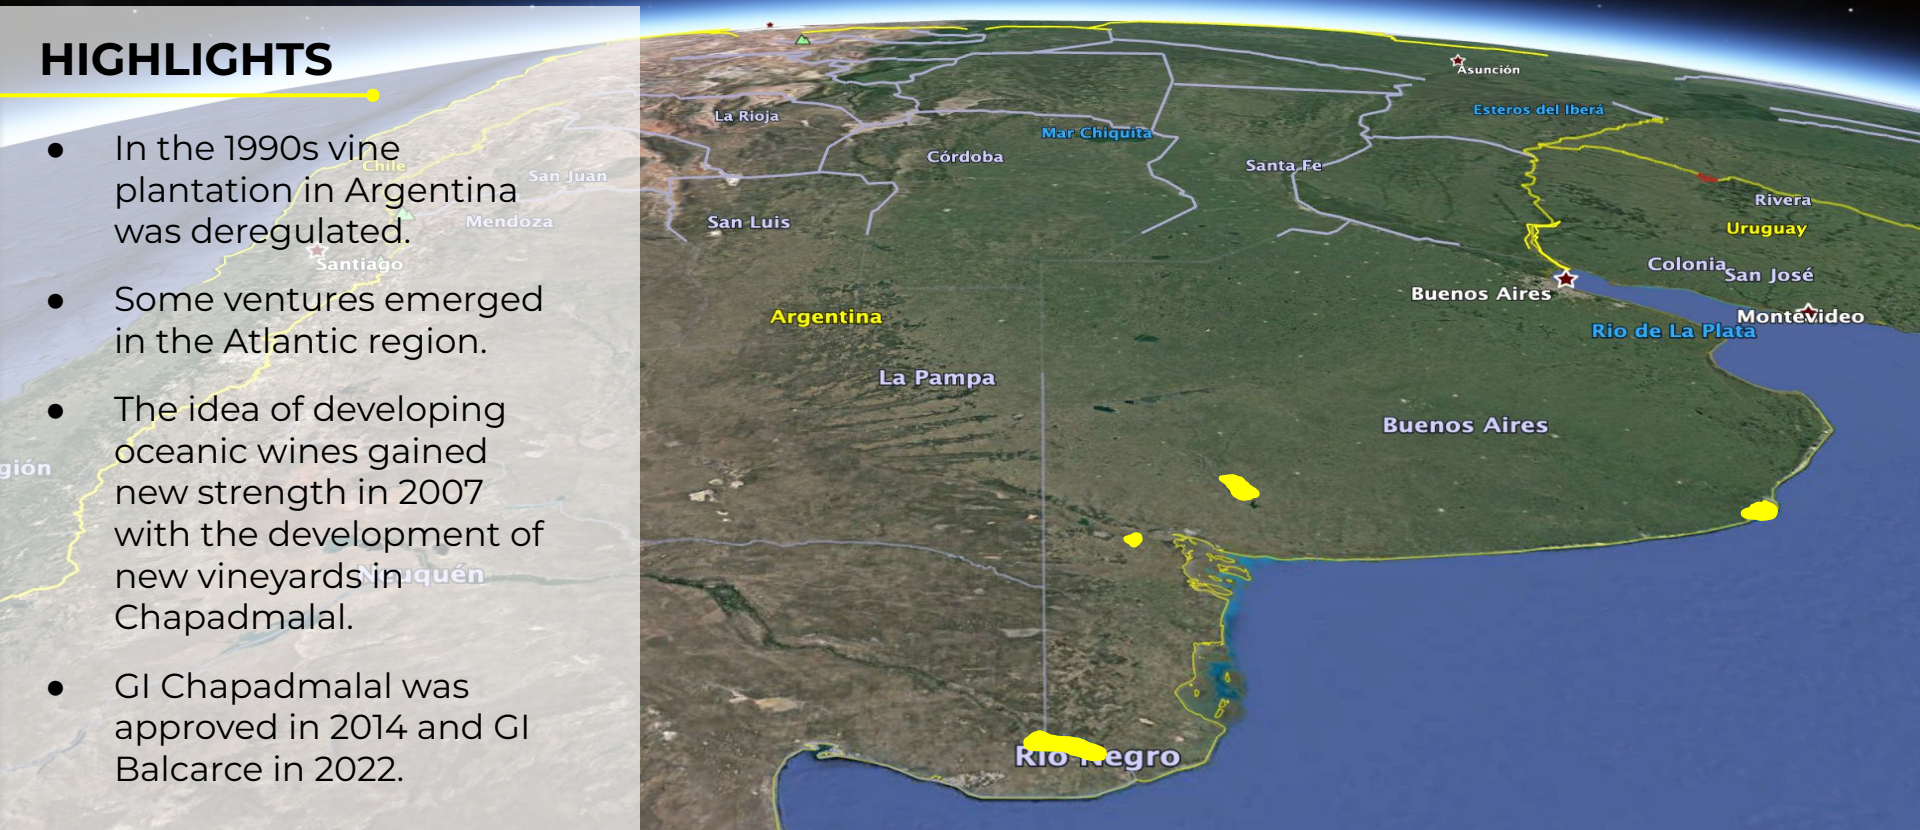 HIGHLIGHTS
● In the 1990s vine
plantation in Argentina
was deregulated.
● Some ventures emerged
in the Atlantic region.
● The idea of developing
oceanic wines gained
new strength in 2007
with the development of
new vineyards in
Chapadmalal.
● GI Chapadmalal was
approved in 2014 and GI
Balcarce in 2022.
Chile
San Juan
Mendoza
Santiago
gión
Neuquén
La Rioja
Córdoba
Mar Chiquita
Santa Fe
Asunción
Esteros del Iberá
San Luis
Rivera
Uruguay
Colonia
San José
Buenos Aires
Montevideo
Rio de La Plata
Argentina
La Pampa
Buenos Aires
Río Negro